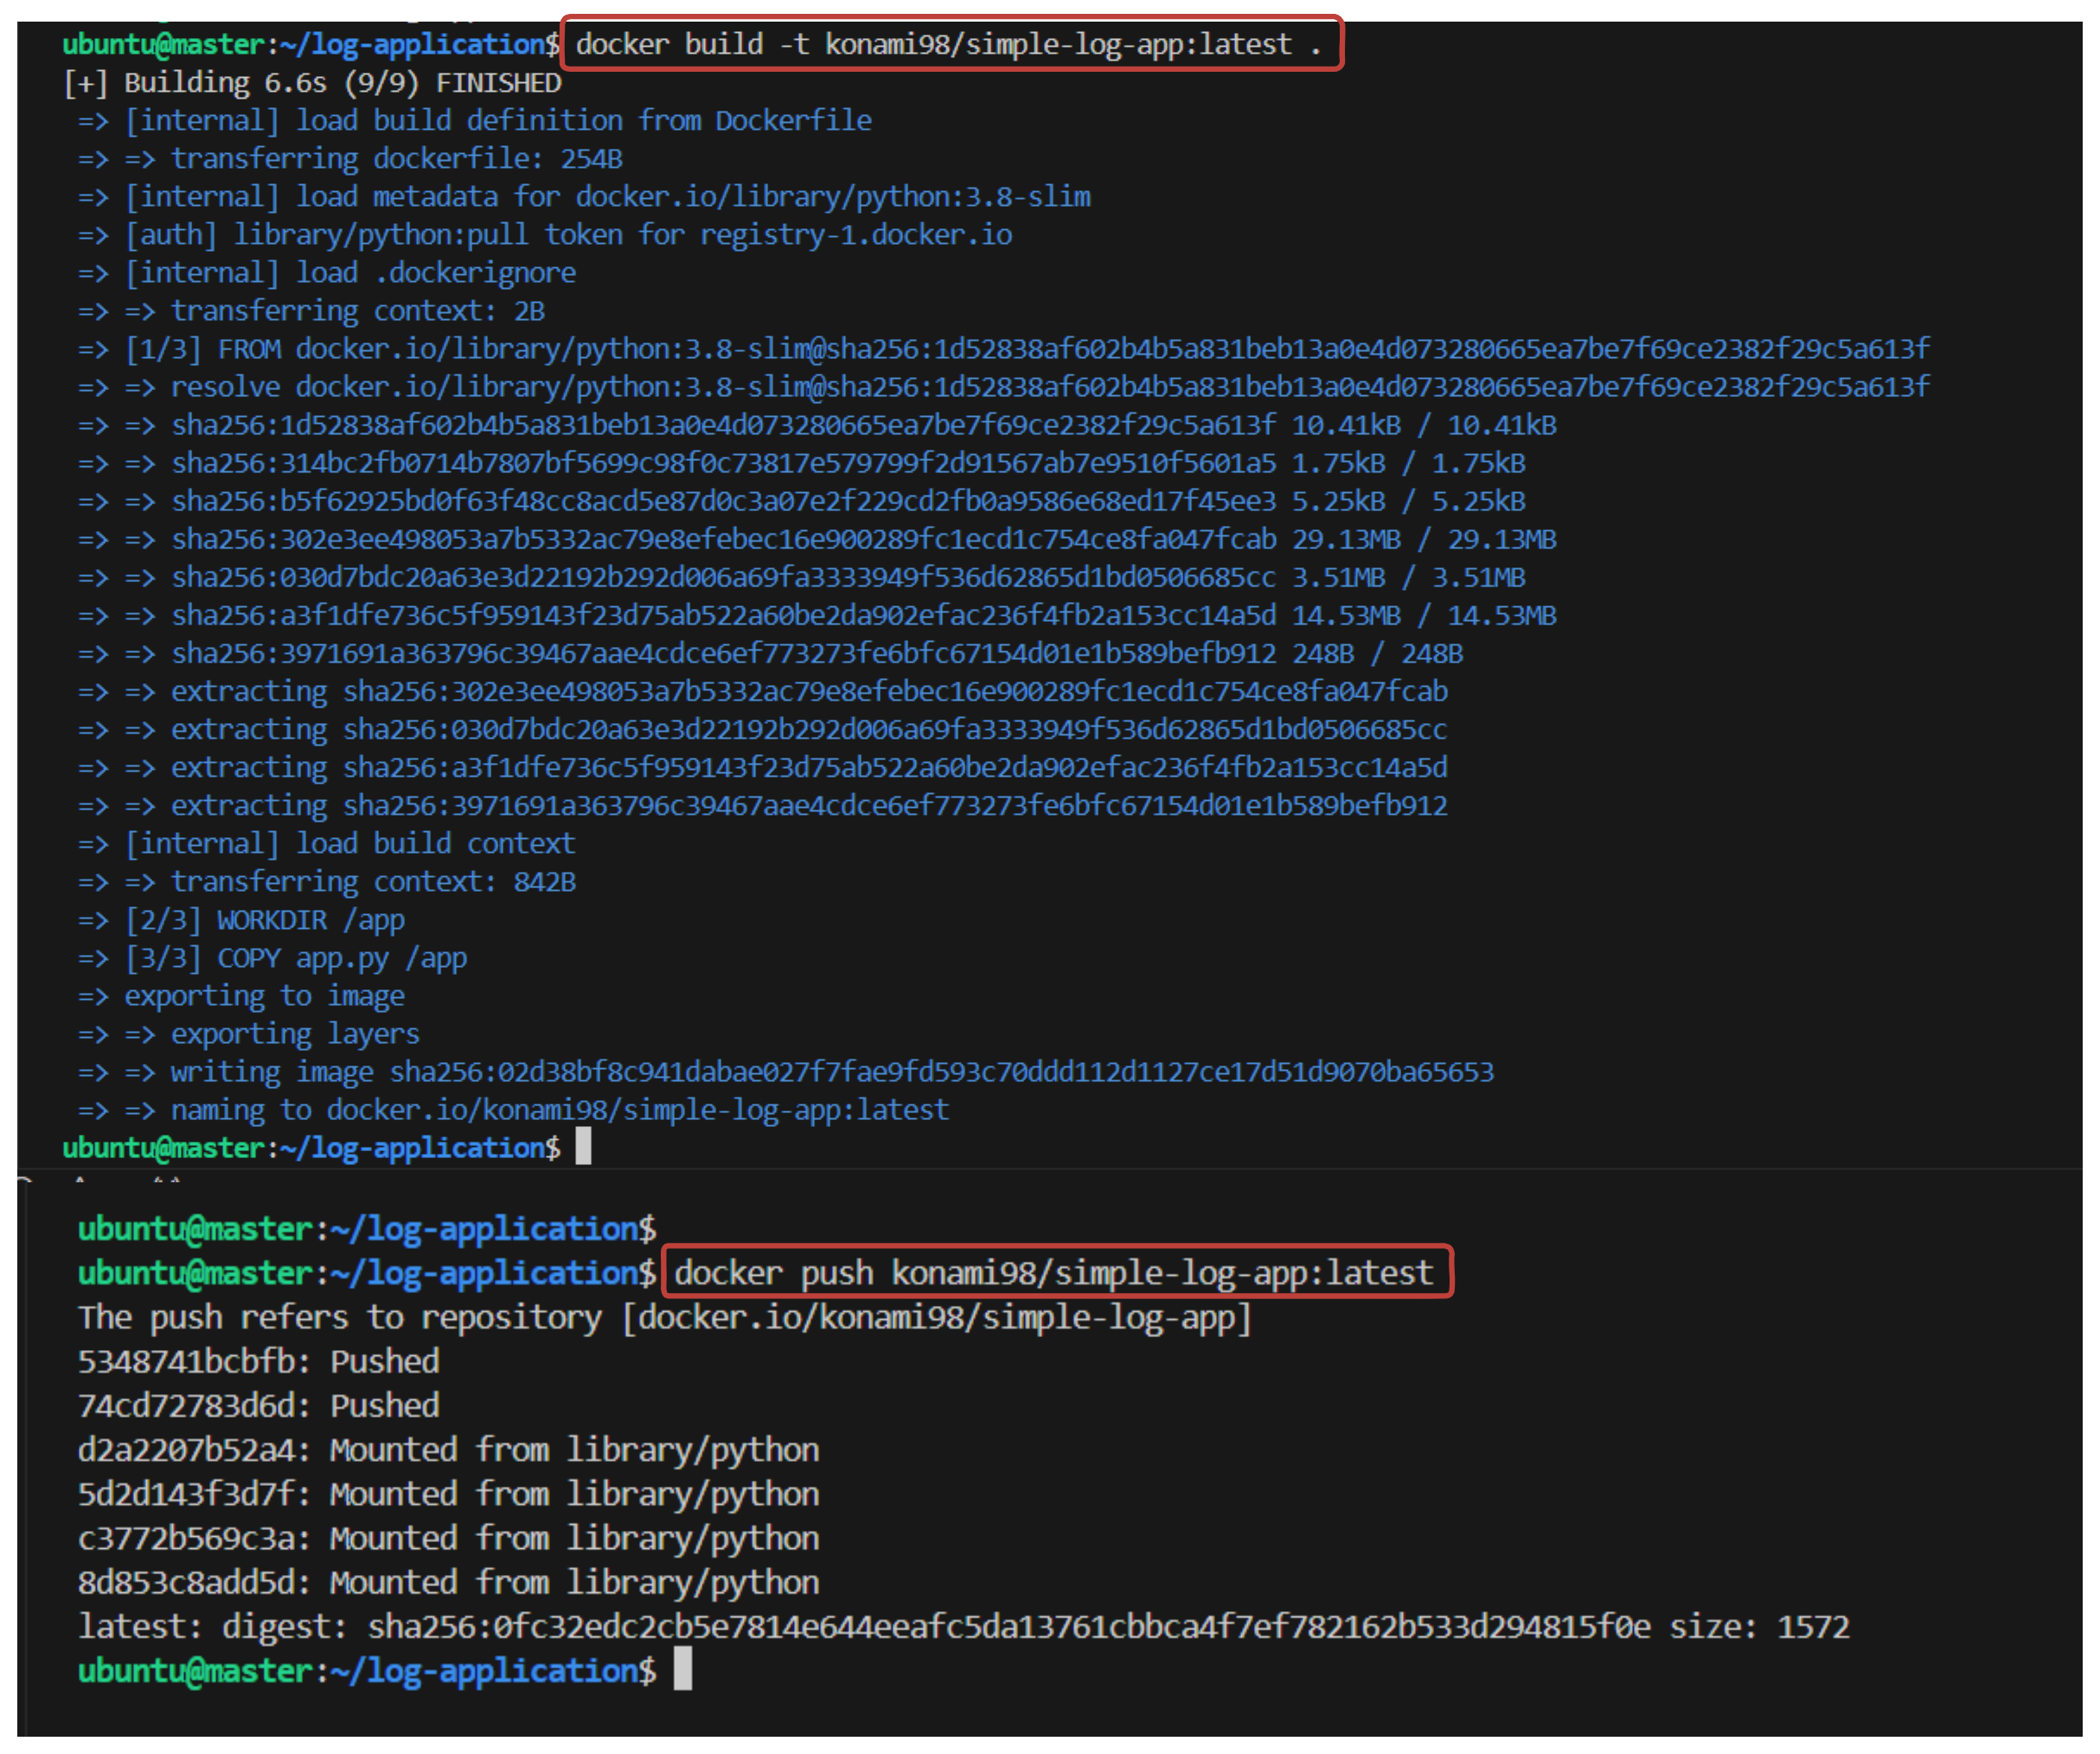 ubuntu@master:~/log-application$ docker build -t konami98/simple-log-app:latest .
[+] Building 6.6s (9/9) FINISHED
=> [internal] load build definition from Dockerfile
=> => transferring dockerfile: 254B
=> [internal] load metadata for docker.io/library/python:3.8-slim
=> [auth] library/python:pull token for registry-1.docker.io
=> [internal] load .dockerignore
=> => transferring context: 2B
=> [1/3] FROM docker.io/library/python:3.8-slim@sha256:1d52838af602b4b5a831beb13a0e4d073280665ea7be7f69ce2382f29c5a613f
=> => resolve docker.io/library/python:3.8-slim@sha256:1d52838af602b4b5a831beb13a0e4d073280665ea7be7f69ce2382f29c5a613f
=> => sha256:1d52838af602b4b5a831beb13a0e4d073280665ea7be7f69ce2382f29c5a613f 10.41kB / 10.41kB
=> => sha256:314bc2fb0714b7807bf5699c98f0c73817e579799f2d91567ab7e9510f5601a5 1.75kB / 1.75kB
=> => sha256:b5f62925bd0f63f48cc8acd5e87d0c3a07e2f229cd2fb0a9586e68ed17f45ee3 5.25kB / 5.25kB
=> => sha256:302e3ee498053a7b5332ac79e8efebec16e900289fc1ecd1c754ce8fa047fcab 29.13MB / 29.13MB
=> => sha256:030d7bdc20a63e3d22192b292d006a69fa3333949f536d62865d1bd0506685cc 3.51MB / 3.51MB
=> => sha256:a3f1dfe736c5f959143f23d75ab522a60be2da902efac236f4fb2a153cc14a5d 14.53MB / 14.53MB
=> => sha256:3971691a363796c39467aae4cdce6ef773273fe6bfc67154d01e1b589befb912 248B / 248B
=> => extracting sha256:302e3ee498053a7b5332ac79e8efebec16e900289fc1ecd1c754ce8fa047fcab
=> => extracting sha256:030d7bdc20a63e3d22192b292d006a69fa3333949f536d62865d1bd0506685cc
=> => extracting sha256:a3f1dfe736c5f959143f23d75ab522a60be2da902efac236f4fb2a153cc14a5d
=> => extracting sha256:3971691a363796c39467aae4cdce6ef773273fe6bfc67154d01e1b589befb912
=> [internal] load build context
=> => transferring context: 842B
=> [2/3] WORKDIR /app
=> [3/3] COPY app.py /app
=> exporting to image
=> => exporting layers
=> => writing image sha256:02d38bf8c941dabae027f7fae9fd593c70ddd112d1127ce17d51d9070ba65653
=> => naming to docker.io/konami98/simple-log-app:latest
ubuntu@master:~/log-application$
ubuntu@master:~/log-application$
ubuntu@master:~/log-application$ docker push konami98/simple-log-app:latest
The push refers to repository [docker.io/konami98/simple-log-app]
5348741bcbfb: Pushed
74cd72783d6d: Pushed
d2a2207b52a4: Mounted from library/python
5d2d143f3d7f: Mounted from library/python
c3772b569c3a: Mounted from library/python
8d853c8add5d: Mounted from library/python
latest: digest: sha256:0fc32edc2cb5e7814e644eeafc5da13761cbbca4f7ef782162b533d294815f0e size: 1572
ubuntu@master:~/log-application$